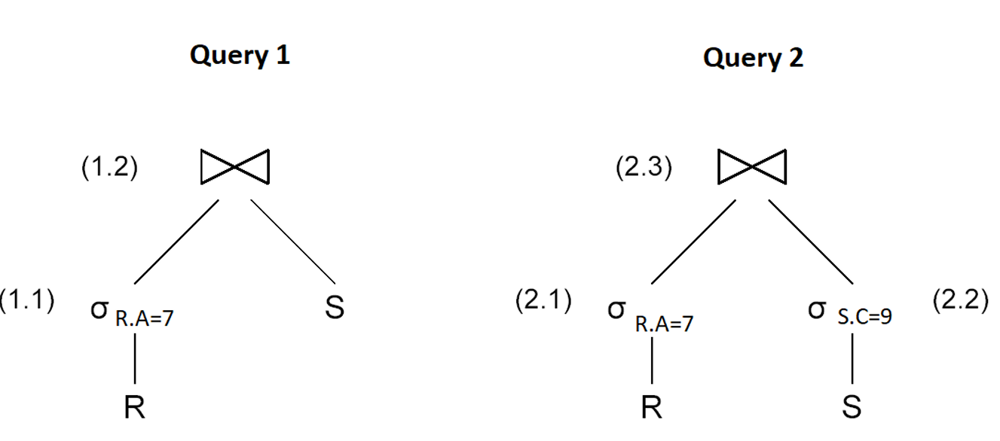 Query 1
Query 2
(1.2) ⋈
(2.3) ⋈
(1.1) σ R.A=7
S
(2.1) σ R.A=7
σ S.C=9 (2.2)
R
R
S